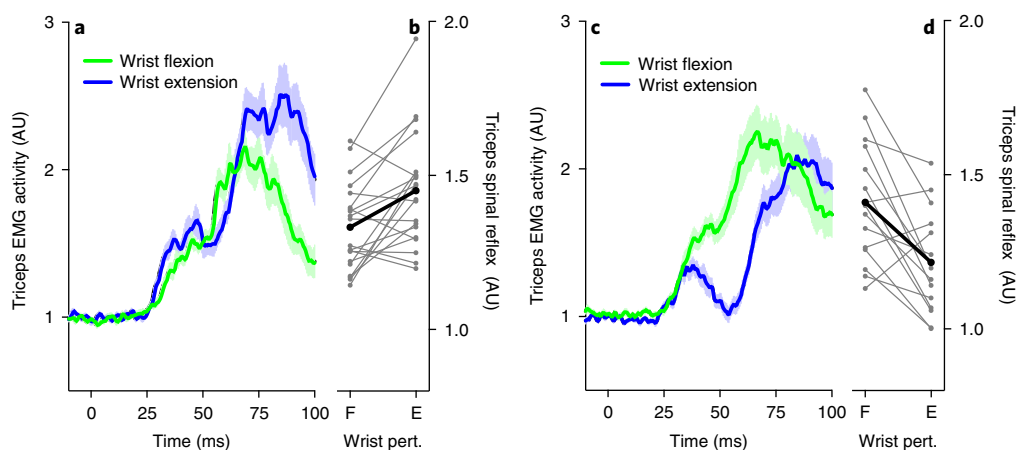 a
3
2
1
Triceps EMG activity (AU)
Wrist flexion
Wrist extension
0 25 50 75 100
Time (ms)
b
2.0
1.5
1.0
Triceps spinal reflex (AU)
F E
Wrist pert.
c
3
2
1
Triceps EMG activity (AU)
Wrist flexion
Wrist extension
0 25 50 75 100
Time (ms)
d
2.0
1.5
1.0
Triceps spinal reflex (AU)
F E
Wrist pert.